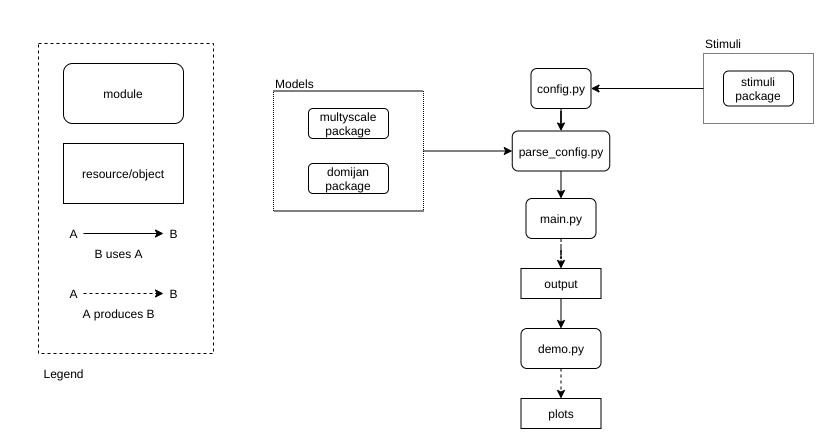 Stimuli
stimuli
package
config.py
Models
multyscale
package
domijan
package
parse_config.py
main.py
output
demo.py
plots
module
resource/object
A
B
B uses A
A
B
A produces B
Legend